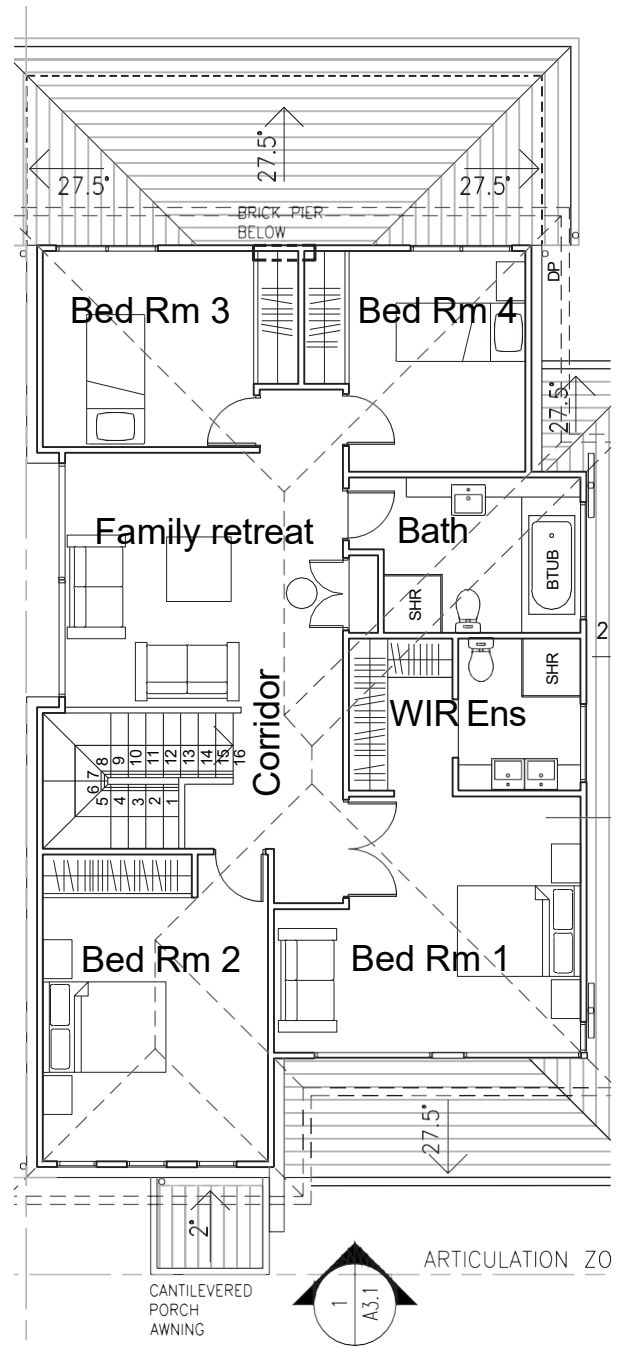 27.5°
27.5°
27.5°
BRICK PIER
BELOW
DP
Bed Rm 3
Bed Rm 4
27.5°
Family retreat
Bath
BTUB
SHR
2
SHR
WIR Ens
Corridor
16
15
14
13
12
11
10
9
8
7
6
5
4
3
2
1
Bed Rm 2
Bed Rm 1
27.5°
2°
CANTILEVERED
PORCH
AWNING
1
A3.1
ARTICULATION ZO